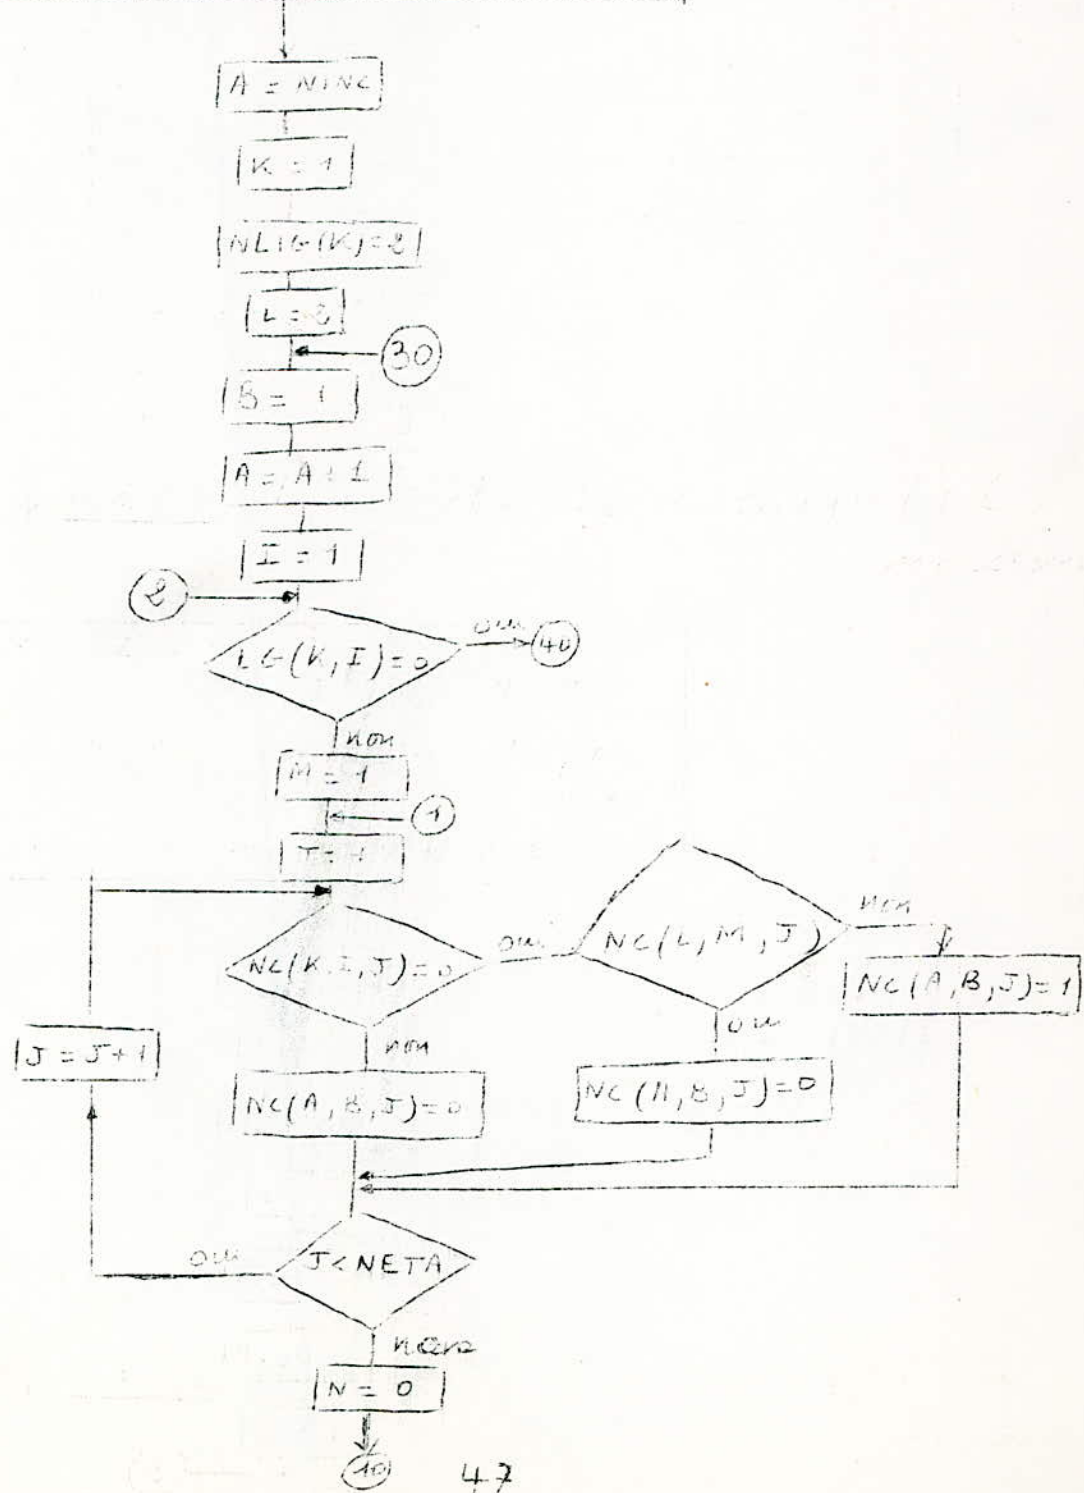 A = NINC
K = 1
NLIG(K)=2
L = 2
30
B = 1
A = A + 1
I = 1
2
LG(K,I)=0
oui
40
non
M = 1
1
J = 1
NC(K,I,J)=0
oui
NC(L,M,J)
non
NC(A,B,J)=1
J = J+1
non
NC(A,B,J)=0
oui
NC(A,B,J)=0
J<NETA
oui
non
N = 0
10
47